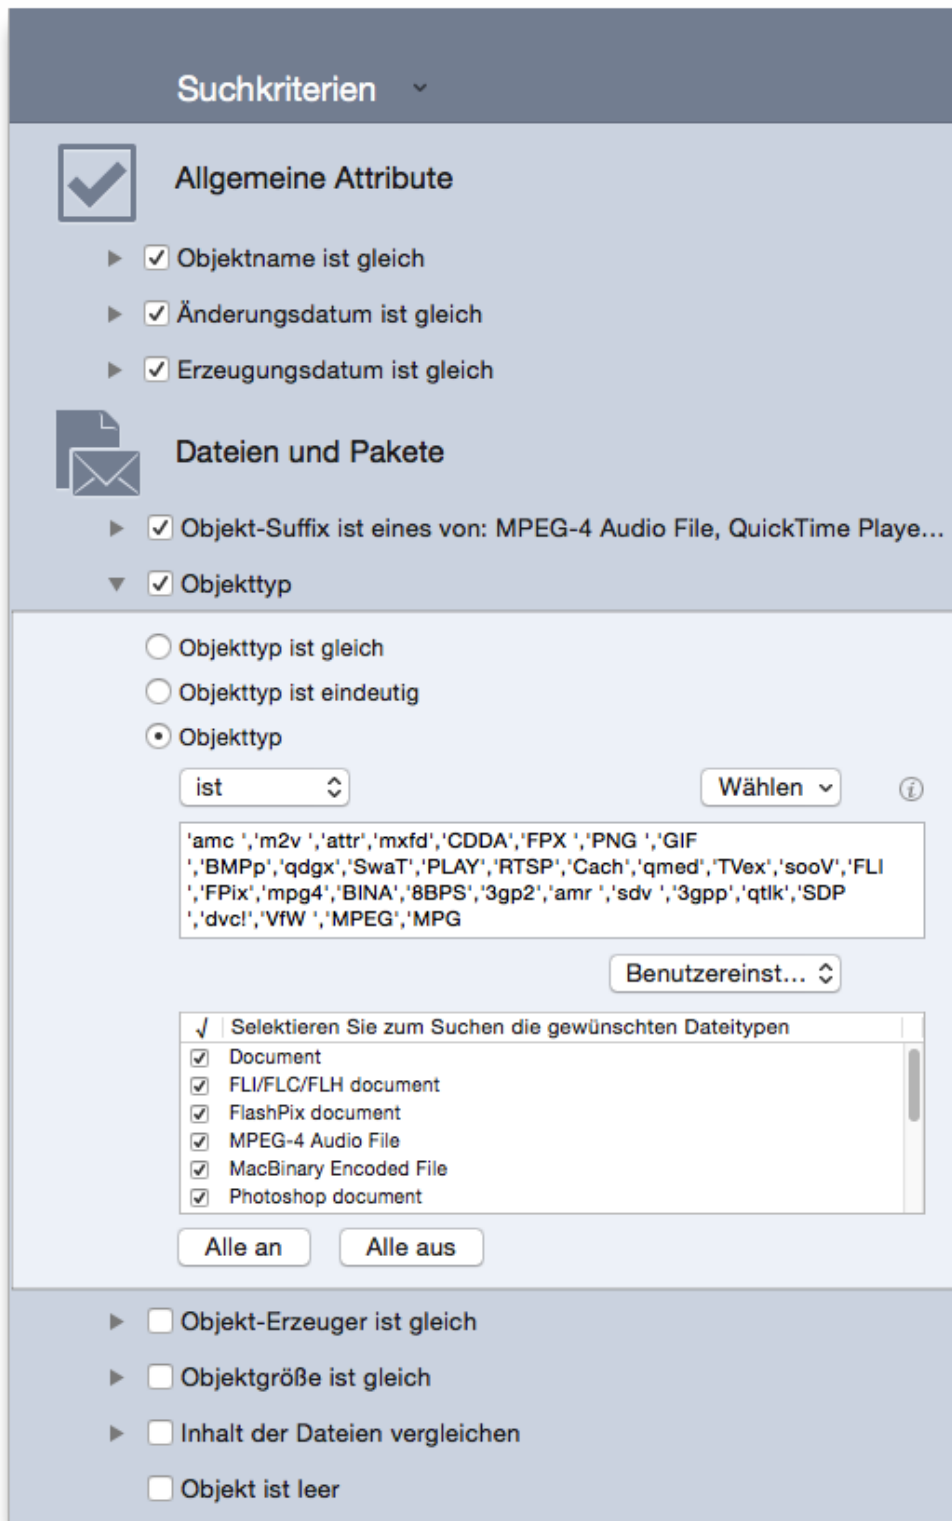 Suchkriterien
Allgemeine Attribute
Objektname ist gleich
Änderungsdatum ist gleich
Erzeugungsdatum ist gleich
Dateien und Pakete
Objekt-Suffix ist eines von: MPEG-4 Audio File, QuickTime Playe...
Objekttyp
Objekttyp ist gleich
Objekttyp ist eindeutig
Objekttyp
ist Wählen
'amc ','m2v ','attr','mxfd','CDDA','FPX ','PNG ','GIF
','BMPp','qdgx','SwaT','PLAY','RTSP','Cach','qmed','TVex','sooV','FLI
','FPix','mpg4','BINA','8BPS','3gp2','amr ','sdv ','3gpp','qtlk','SDP
','dvc!','VfW ','MPEG','MPG
Benutzereinst...
√ Selektieren Sie zum Suchen die gewünschten Dateitypen
Document
FLI/FLC/FLH document
FlashPix document
MPEG-4 Audio File
MacBinary Encoded File
Photoshop document
Alle an Alle aus
Objekt-Erzeuger ist gleich
Objektgröße ist gleich
Inhalt der Dateien vergleichen
Objekt ist leer